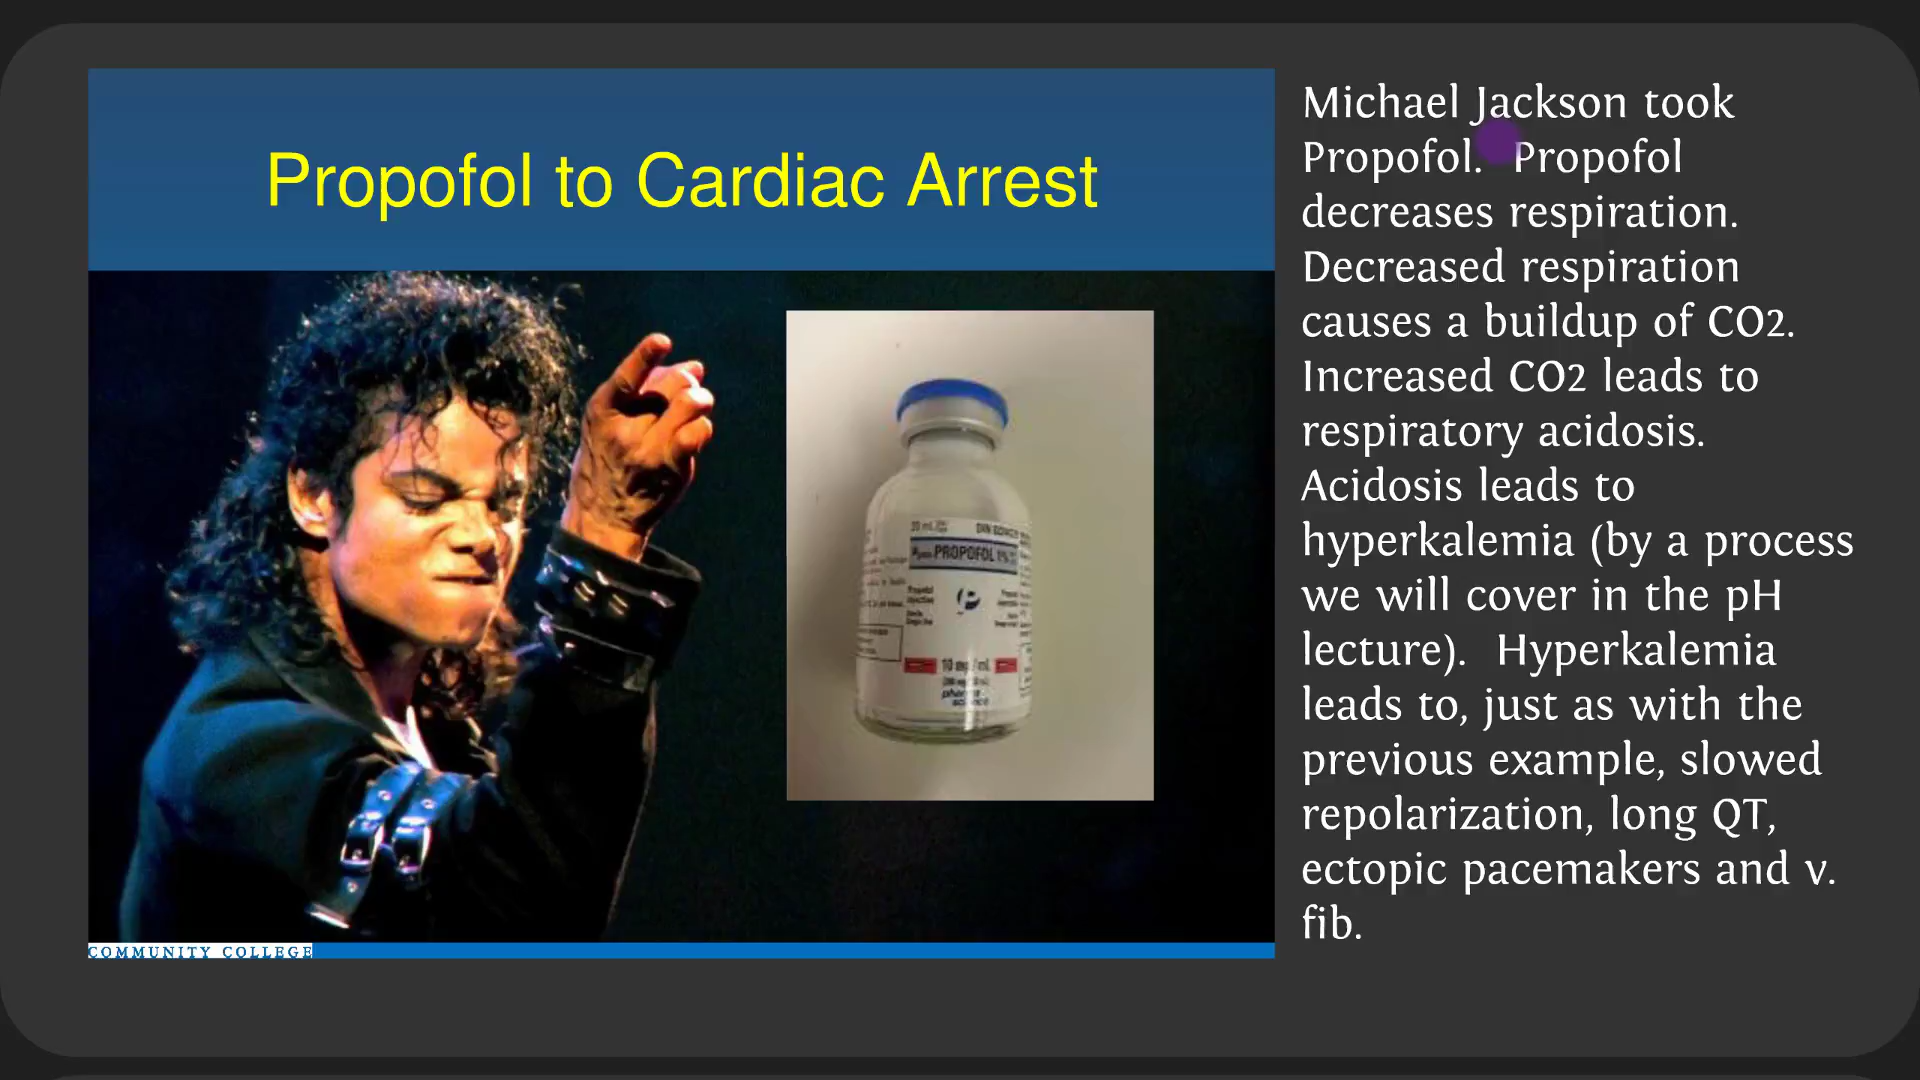 Propofol to Cardiac Arrest
PROPOFOL 1%
10 mg/mL
COMMUNITY COLLEGE
Michael Jackson took
Propofol.  Propofol
decreases respiration.
Decreased respiration
causes a buildup of CO2.
Increased CO2 leads to
respiratory acidosis.
Acidosis leads to
hyperkalemia (by a process
we will cover in the pH
lecture).  Hyperkalemia
leads to, just as with the
previous example, slowed
repolarization, long QT,
ectopic pacemakers and v.
fib.